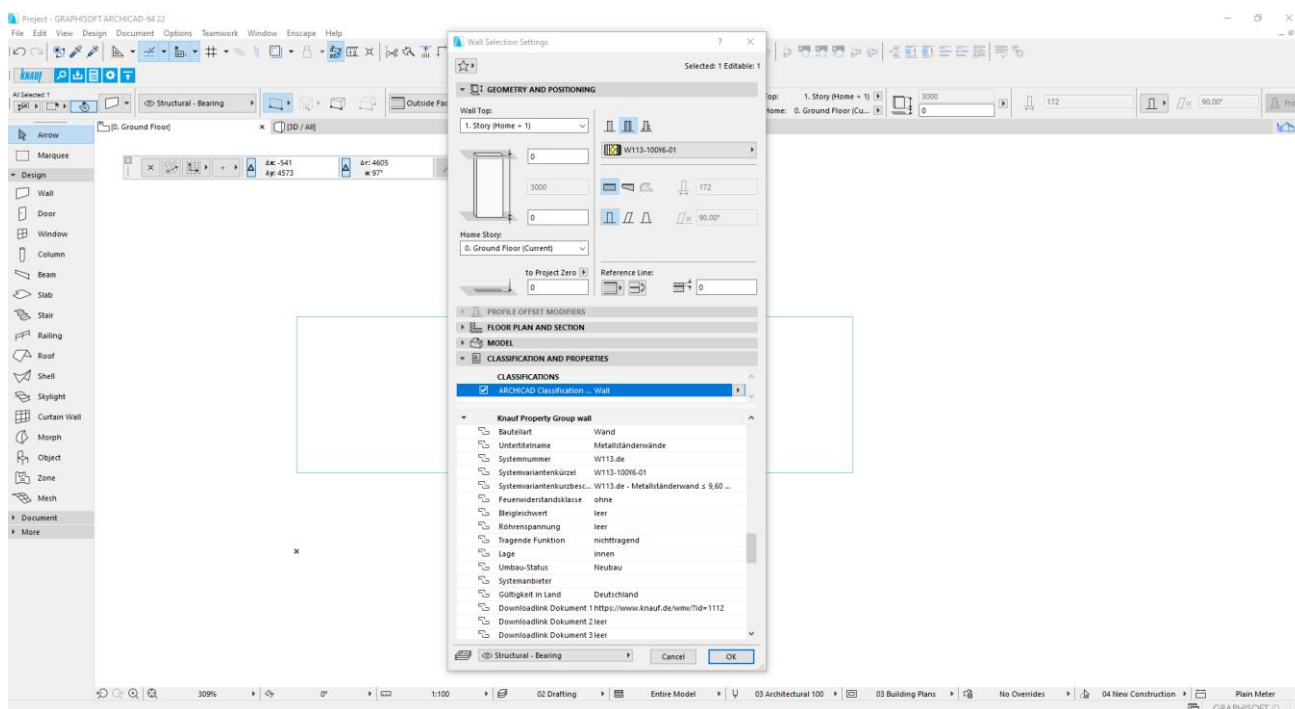 Project - GRAPHISOFT ARCHICAD-64 22
File Edit View Design Document Options Teamwork Window Enscape Help
KNAUF
All Selected: 1
Structural - Bearing
Outside Fac
1. Story (Home + 1)
0. Ground Floor (Cu...
3000
0
172
90.00°
[0. Ground Floor]
[3D / All]
Δx: -541
Δy: 4573
Δr: 4605
97°
Arrow
Marquee
Design
Wall
Door
Window
Column
Beam
Slab
Stair
Railing
Roof
Shell
Skylight
Curtain Wall
Morph
Object
Zone
Mesh
Document
More
Wall Selection Settings
Selected: 1 Editable: 1
GEOMETRY AND POSITIONING
Wall Top:
1. Story (Home + 1)
0
W113-100Y6-01
3000
172
0
90.00°
Home Story:
0. Ground Floor (Current)
to Project Zero
Reference Line:
0
0
PROFILE OFFSET MODIFIERS
FLOOR PLAN AND SECTION
MODEL
CLASSIFICATION AND PROPERTIES
CLASSIFICATIONS
ARCHICAD Classification ... Wall
Knauf Property Group wall
Bauteilart Wand
Untertitelname Metallständerwände
Systemnummer W113.de
Systemvariantenkürzel W113-100Y6-01
Systemvariantenkurzbesc... W113.de - Metallständerwand ≤ 9,60 ...
Feuerwiderstandsklasse ohne
Bleigleichwert leer
Röhrenspannung leer
Tragende Funktion nichttragend
Lage innen
Umbau-Status Neubau
Systemanbieter
Gültigkeit in Land Deutschland
Downloadlink Dokument 1 https://www.knauf.de/wmv/?id=1112
Downloadlink Dokument 2 leer
Downloadlink Dokument 3 leer
Structural - Bearing
Cancel
OK
309%
0°
1:100
02 Drafting
Entire Model
03 Architectural 100
03 Building Plans
No Overrides
04 New Construction
Plain Meter
GRAPHISOFT